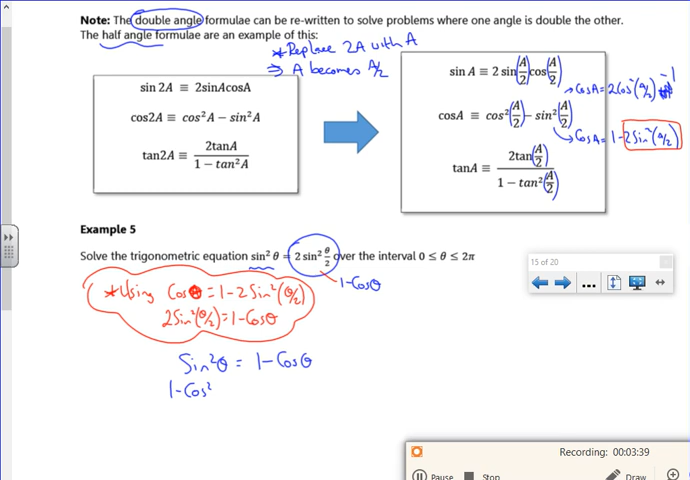 Note: The double angle formulae can be re-written to solve problems where one angle is double the other.
The half angle formulae are an example of this:
*Replace 2A with A
⇒ A becomes A/2
sin 2A ≡ 2sinAcosA
cos2A ≡ cos²A − sin²A
tan2A ≡ 2tanA / 1 − tan²A
sin A ≡ 2 sin(A/2)cos(A/2)
CosA = 2Cos²(A/2) -1
cosA ≡ cos²(A/2) − sin²(A/2)
CosA = 1-2Sin²(A/2)
tanA ≡ 2tan(A/2) / 1 − tan²(A/2)
Example 5
Solve the trigonometric equation sin² θ = 2 sin² θ/2 over the interval 0 ≤ θ ≤ 2π
1-Cosθ
*Using Cosθ = 1-2Sin²(θ/2)
2Sin²(θ/2) = 1-Cosθ
Sin²θ = 1-Cosθ
1-Cos²
15 of 20
...
Recording: 00:03:39
Pause Stop Draw